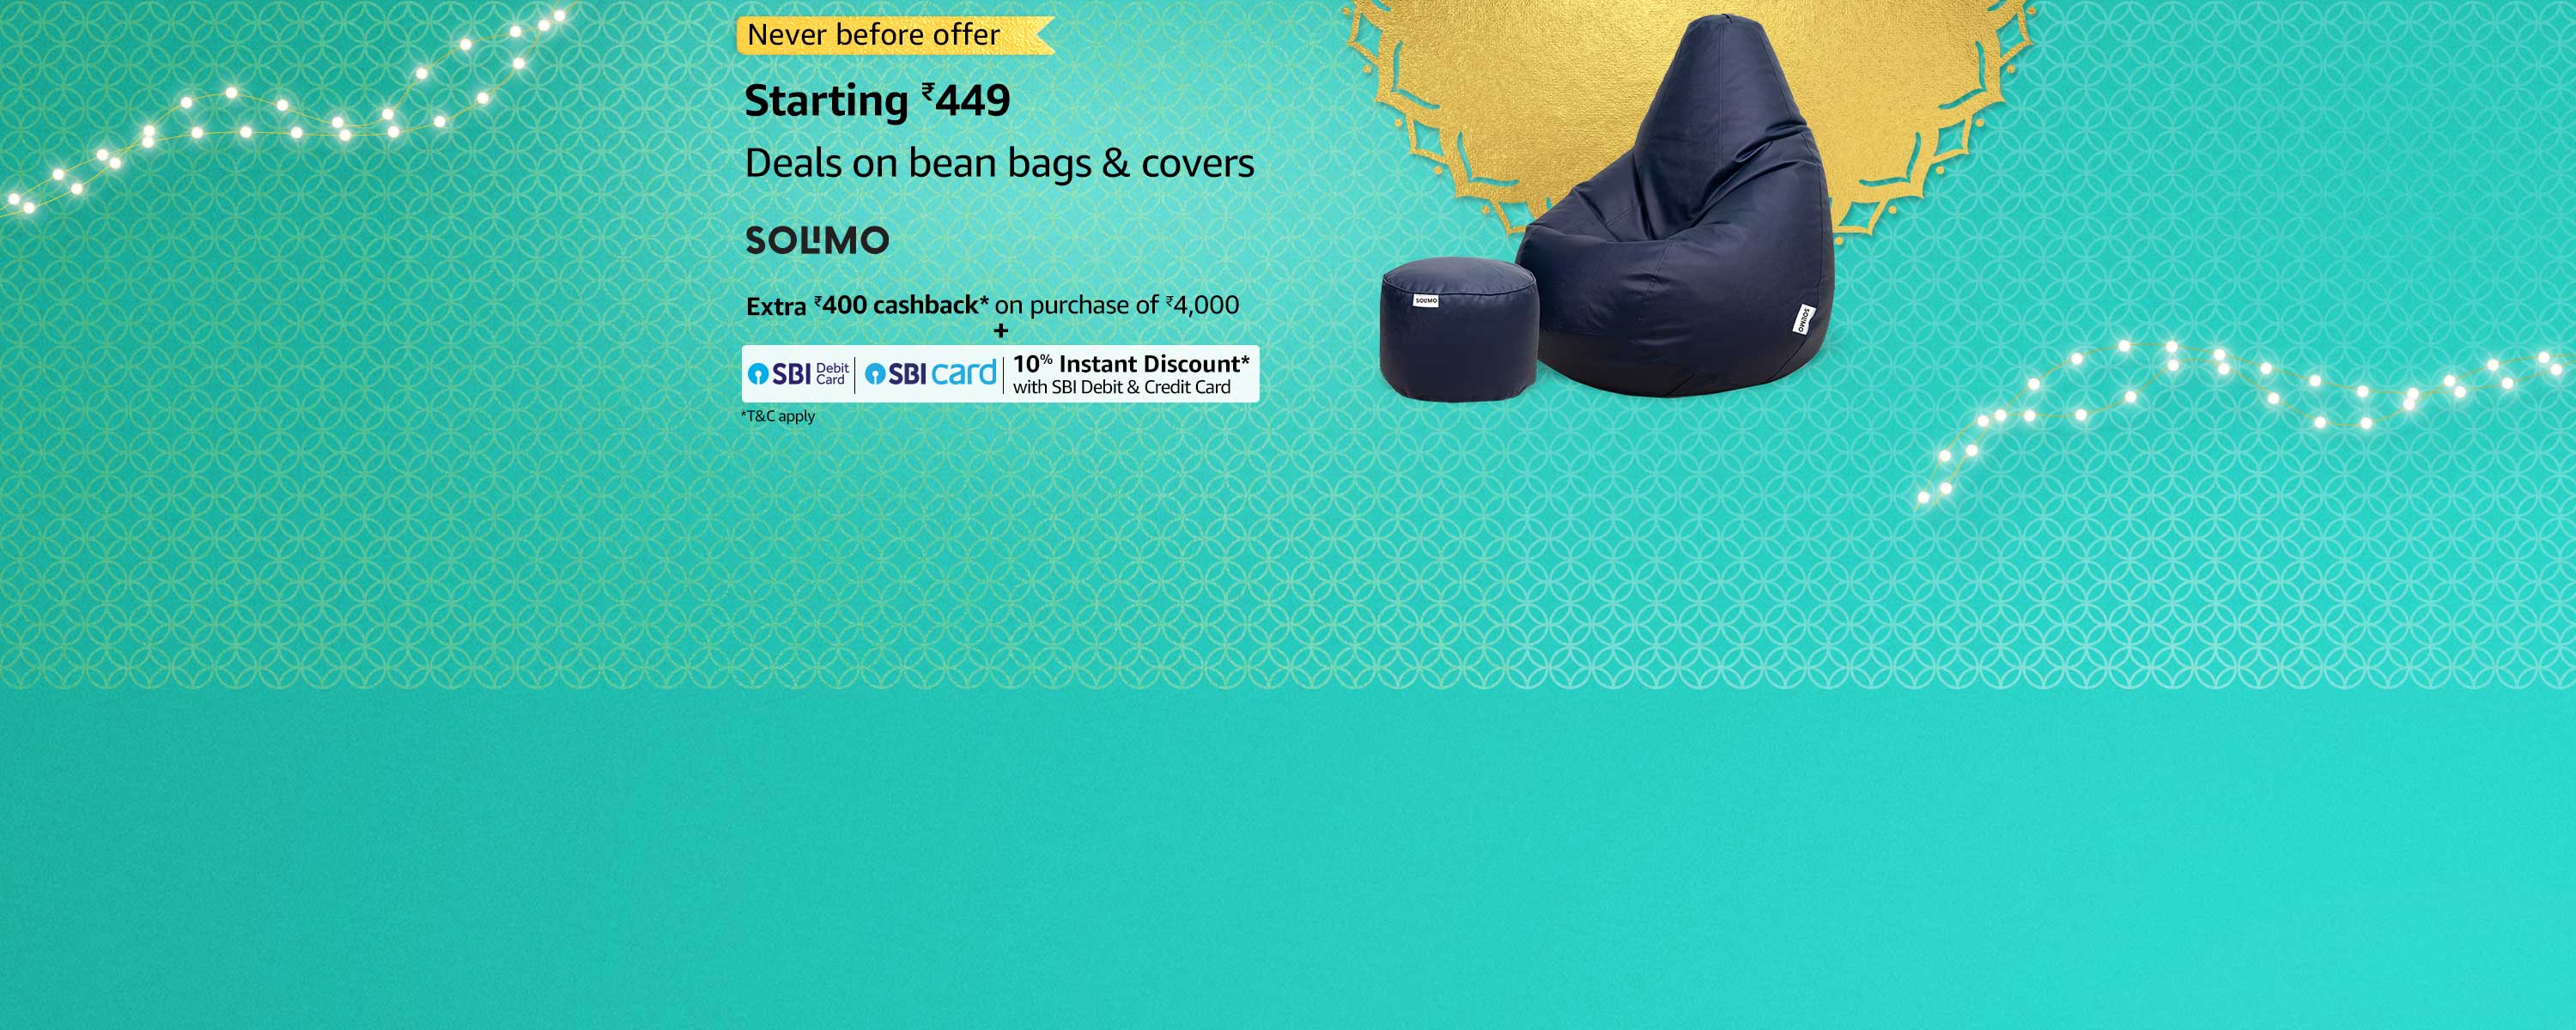 Never before offer
Starting ₹449
Deals on bean bags & covers
SOLIMO
Extra ₹400 cashback* on purchase of ₹4,000
+
SBI Debit Card | SBI card | 10% Instant Discount*
with SBI Debit & Credit Card
*T&C apply
SOLIMO
SOLIMO